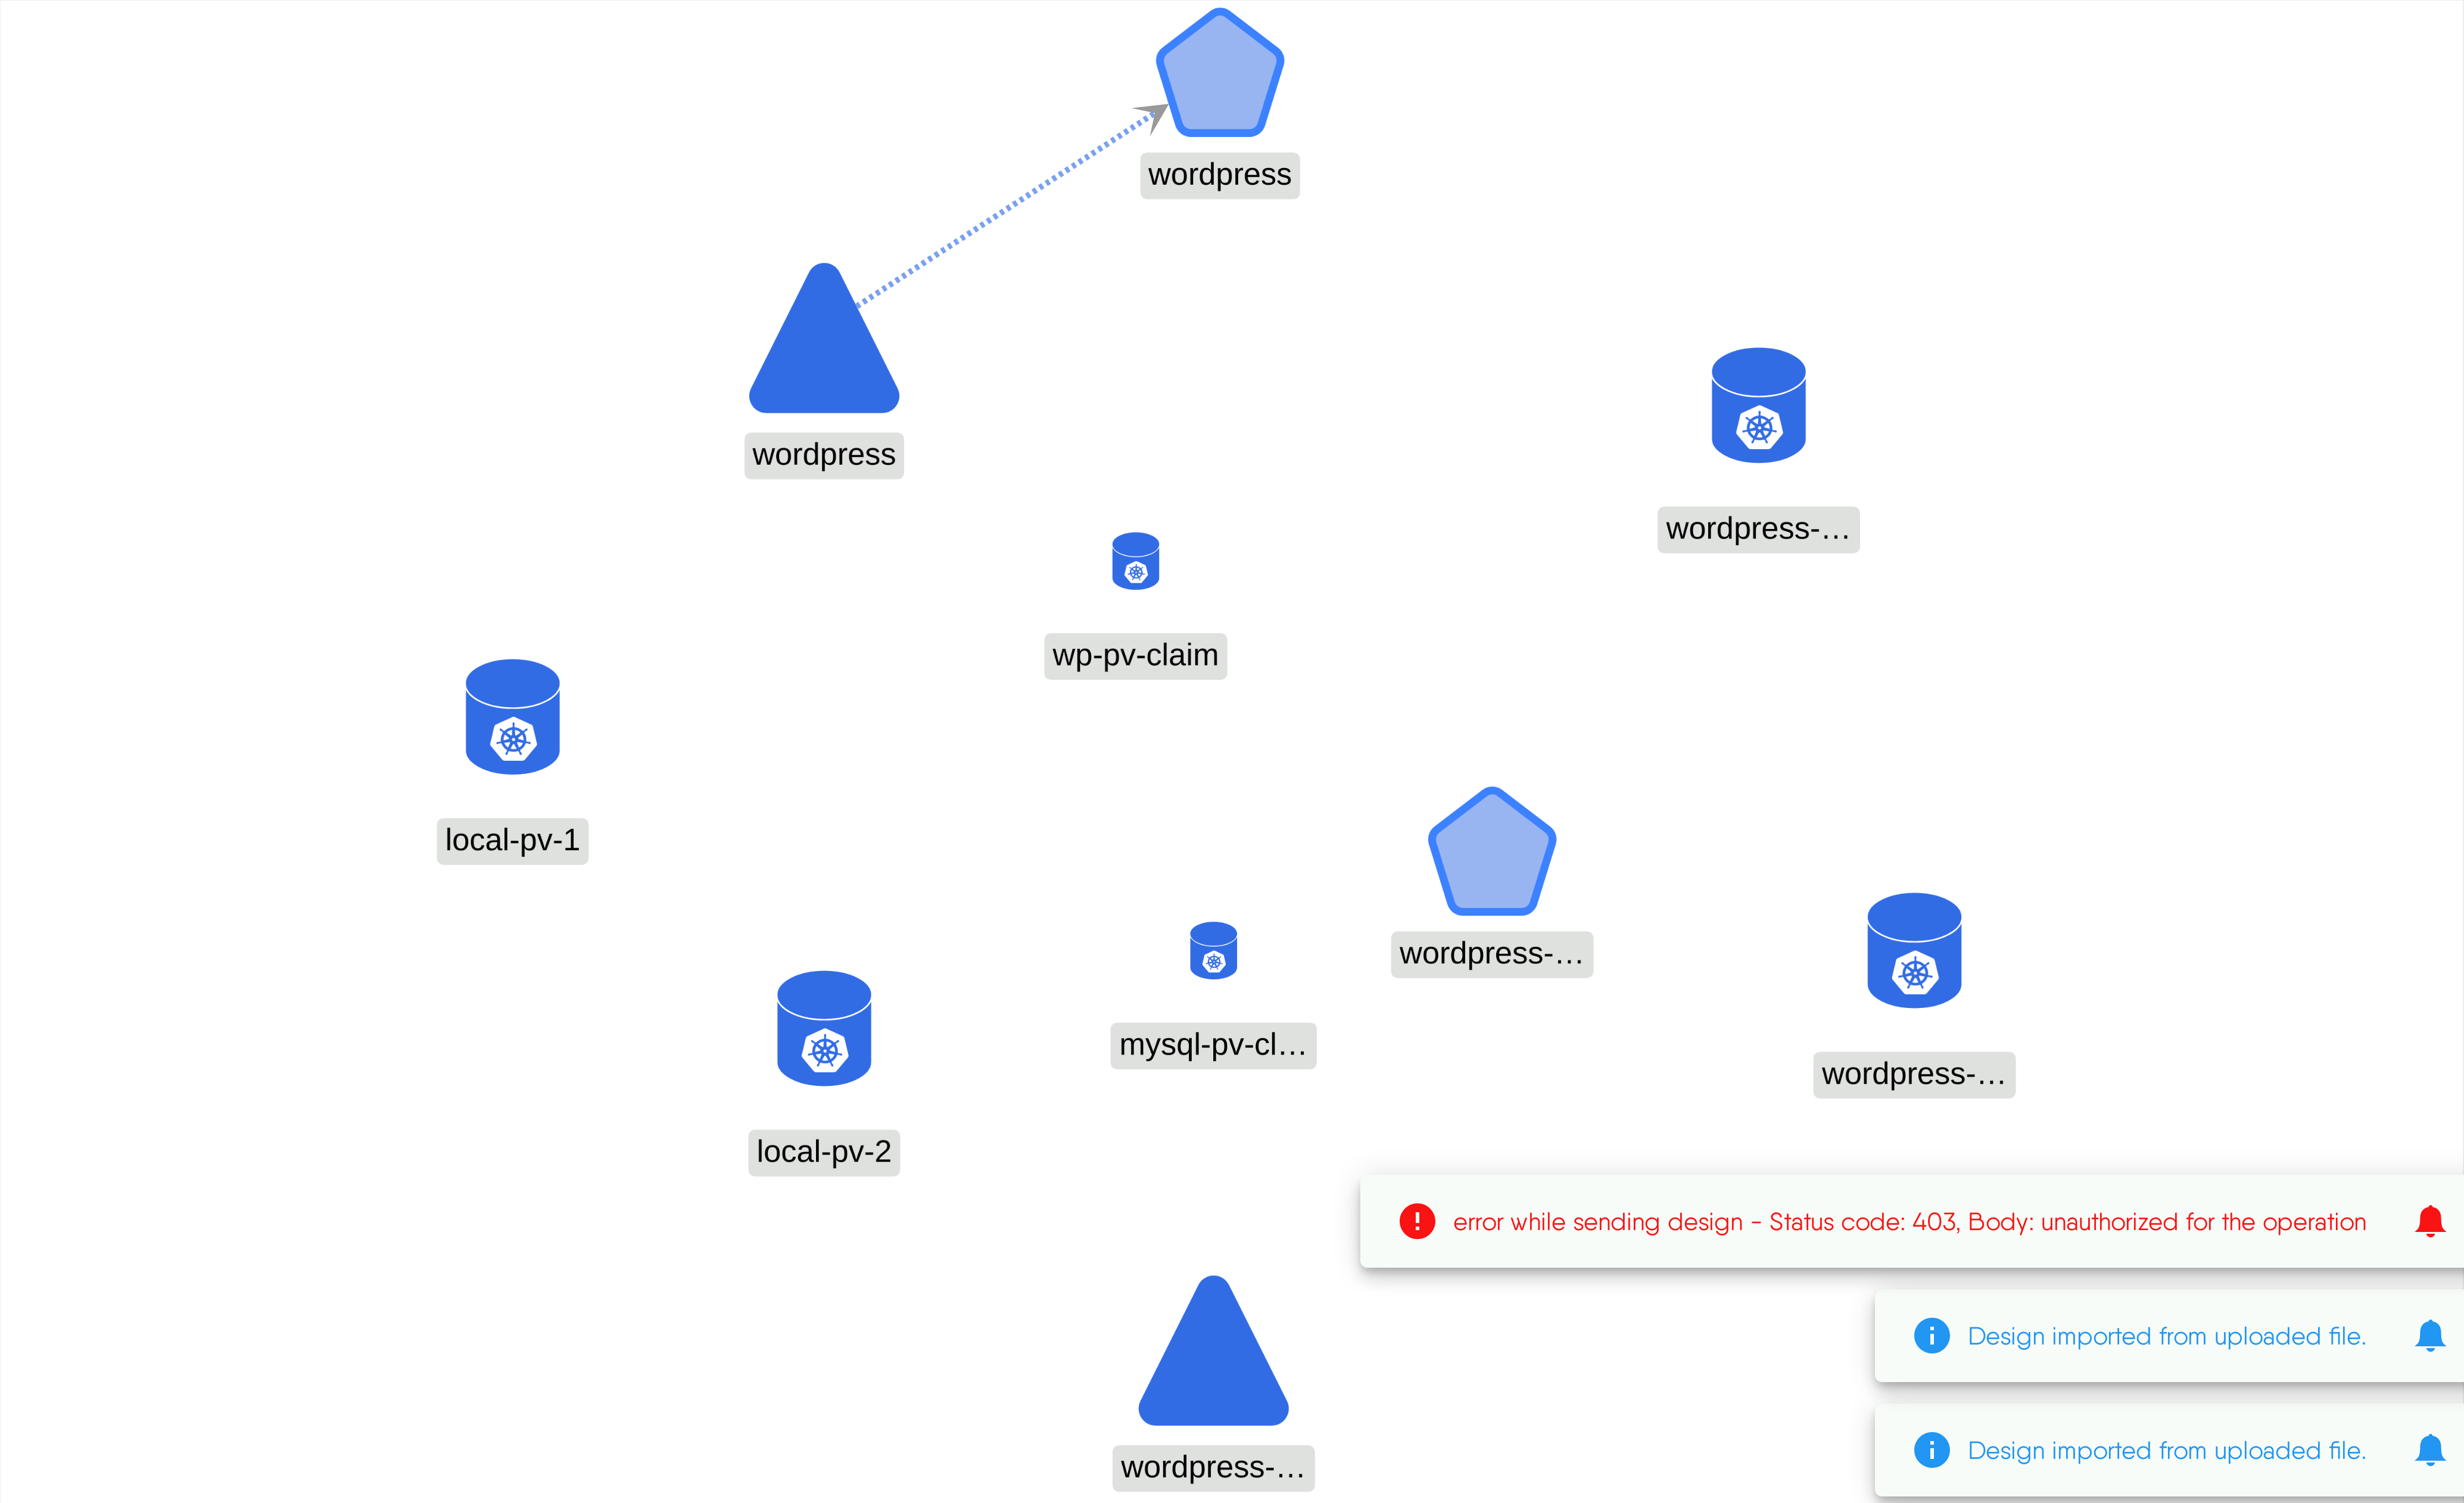 wordpress
wordpress
wordpress-...
wp-pv-claim
local-pv-1
wordpress-...
mysql-pv-cl...
wordpress-...
local-pv-2
error while sending design - Status code: 403, Body: unauthorized for the operation
Design imported from uploaded file.
Design imported from uploaded file.
wordpress-...